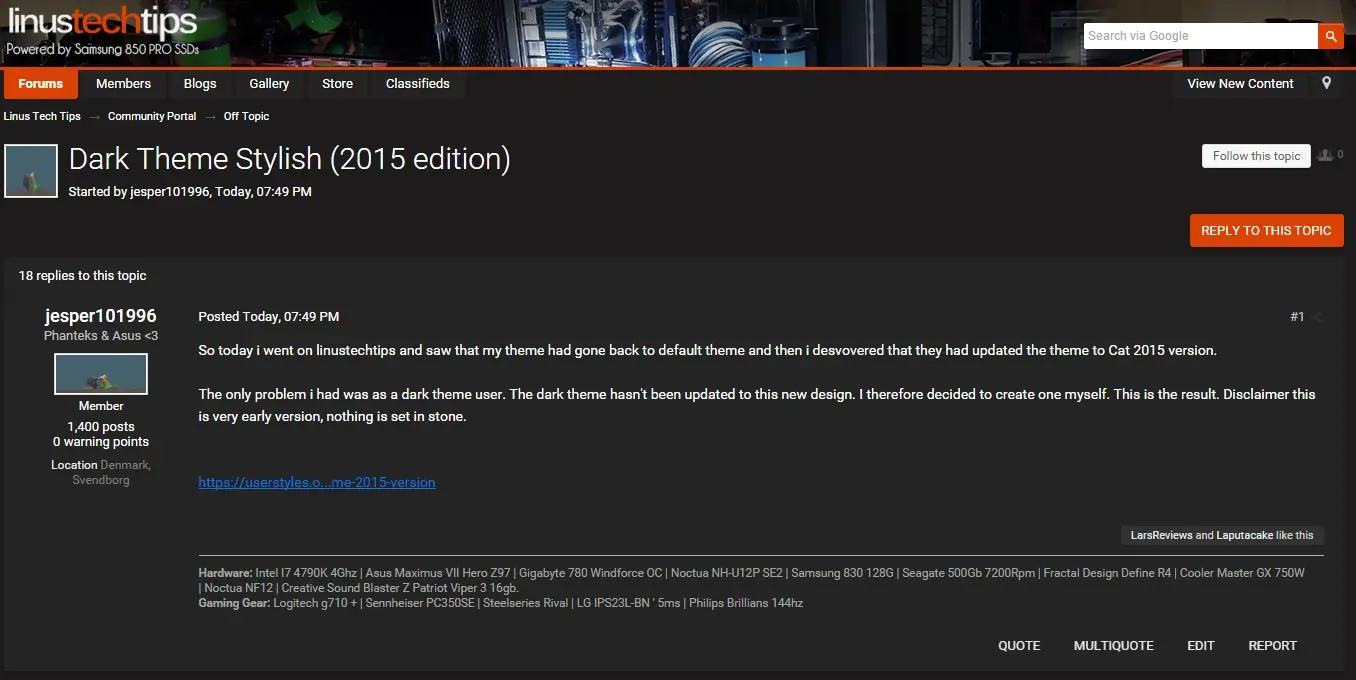 linustechtips
Powered by Samsung 850 PRO SSDs
Search via Google
Forums Members Blogs Gallery Store Classifieds View New Content
Linus Tech Tips → Community Portal → Off Topic
Dark Theme Stylish (2015 edition)
Started by jesper101996, Today, 07:49 PM
Follow this topic 0
REPLY TO THIS TOPIC
18 replies to this topic
jesper101996
Phanteks & Asus <3
Member
1,400 posts
0 warning points
Location Denmark,
Svendborg
Posted Today, 07:49 PM #1
So today i went on linustechtips and saw that my theme had gone back to default theme and then i desvovered that they had updated the theme to Cat 2015 version.
The only problem i had was as a dark theme user. The dark theme hasn't been updated to this new design. I therefore decided to create one myself. This is the result. Disclaimer this
is very early version, nothing is set in stone.
https://userstyles.o...me-2015-version
LarsReviews and Laputacake like this
Hardware: Intel I7 4790K 4Ghz | Asus Maximus VII Hero Z97 | Gigabyte 780 Windforce OC | Noctua NH-U12P SE2 | Samsung 830 128G | Seagate 500Gb 7200Rpm | Fractal Design Define R4 | Cooler Master GX 750W
| Noctua NF12 | Creative Sound Blaster Z Patriot Viper 3 16gb.
Gaming Gear: Logitech g710 + | Sennheiser PC350SE | Steelseries Rival | LG IPS23L-BN ' 5ms | Philips Brillians 144hz
QUOTE MULTIQUOTE EDIT REPORT